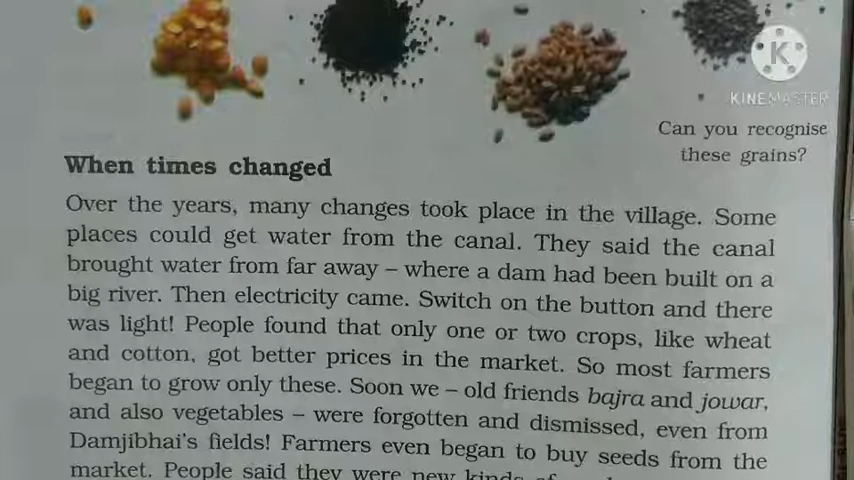 K
KINEMASTER
Can you recognise
these grains?
When times changed
Over the years, many changes took place in the village. Some
places could get water from the canal. They said the canal
brought water from far away – where a dam had been built on a
big river. Then electricity came. Switch on the button and there
was light! People found that only one or two crops, like wheat
and cotton, got better prices in the market. So most farmers
began to grow only these. Soon we – old friends bajra and jowar,
and also vegetables – were forgotten and dismissed, even from
Damjibhai's fields! Farmers even began to buy seeds from the
market. People said they were new kinds of